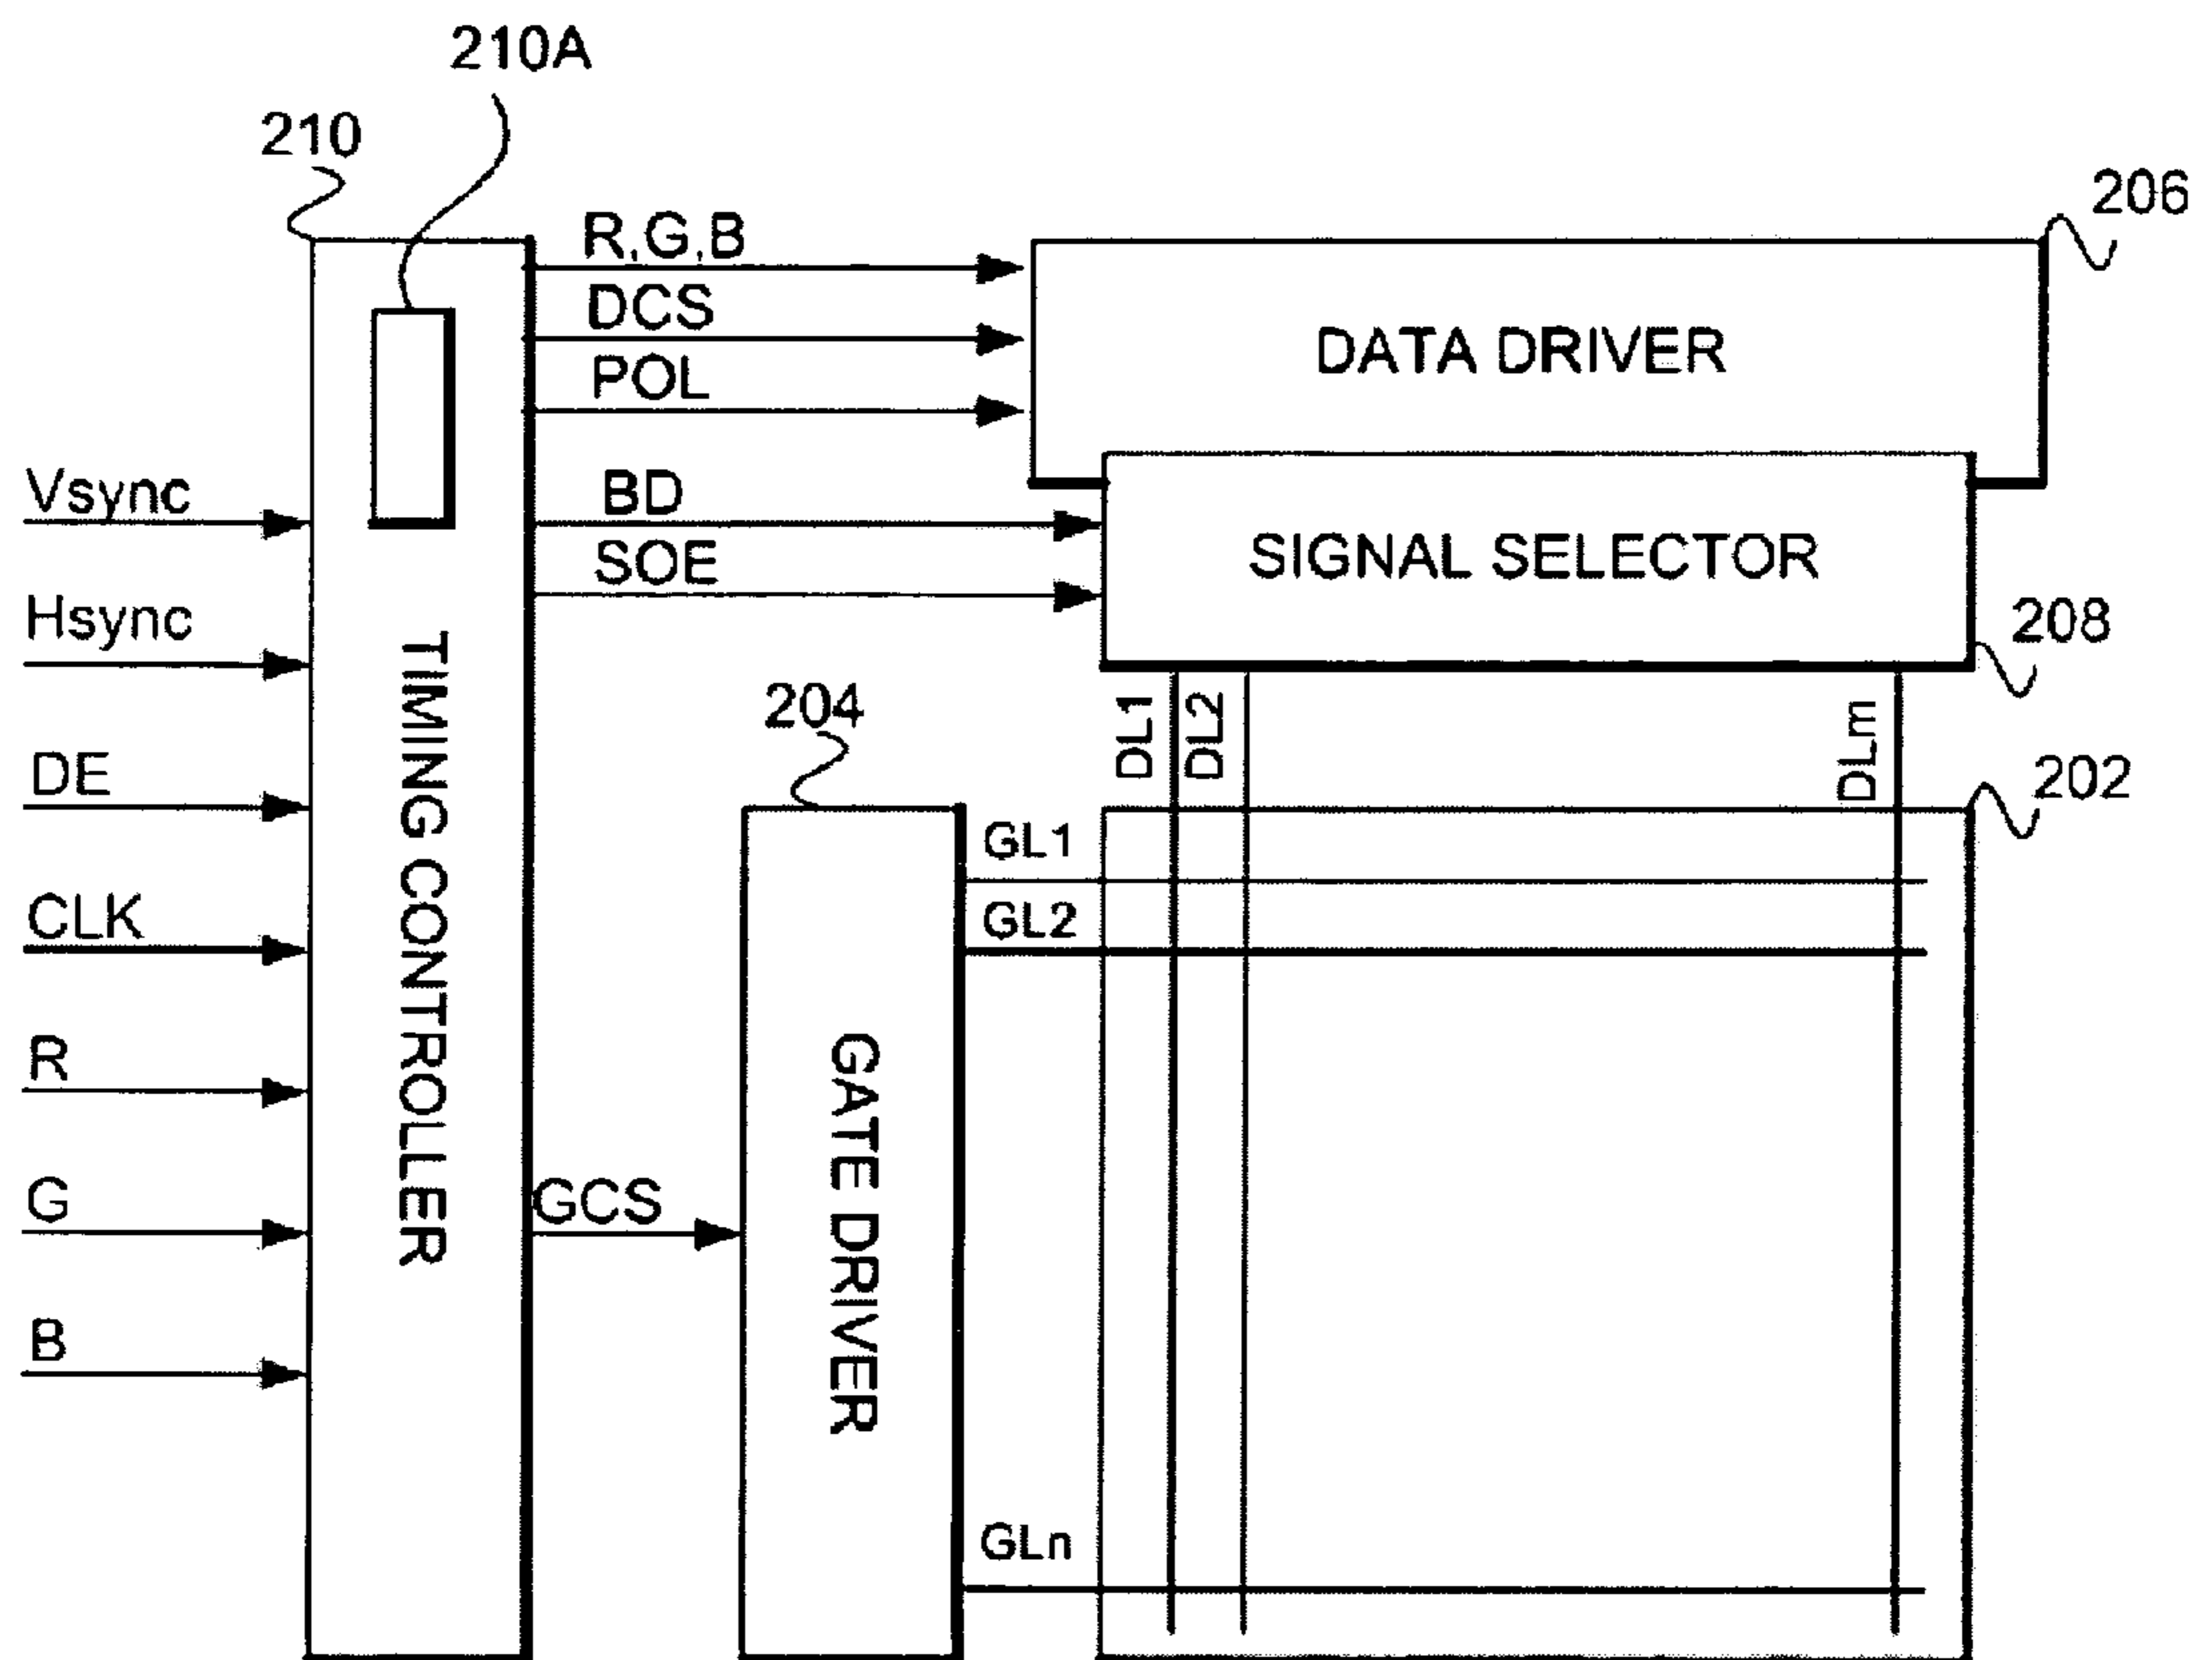 210A
210
206
R,G,B
DCS
DATA DRIVER
POL
Vsync
BD
SIGNAL SELECTOR
SOE
Hsync
208
TIMING CONTROLLER
204
DL1
DL2
DLm
DE
202
GL1
CLK
GL2
R
GATE DRIVER
G
GCS
B
GLn